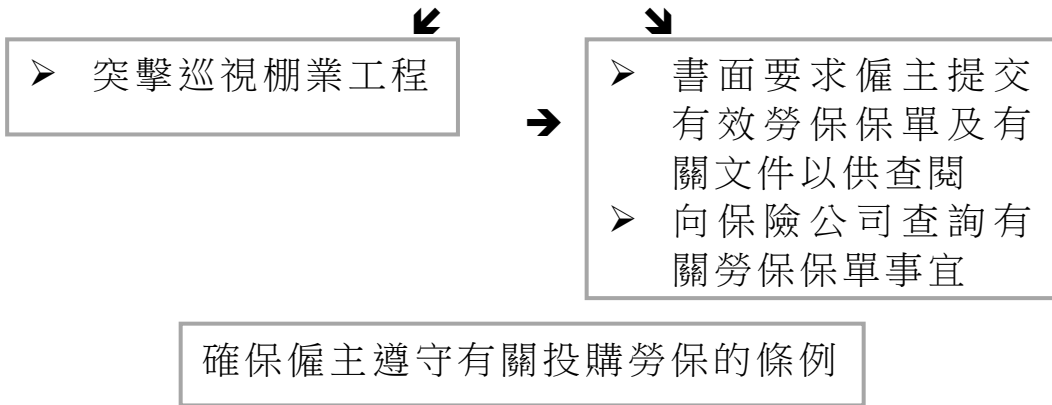 ➢ 突擊巡視棚業工程
➢ 書面要求僱主提交
有效勞保保單及有
關文件以供查閱
➢ 向保險公司查詢有
關勞保保單事宜
確保僱主遵守有關投購勞保的條例